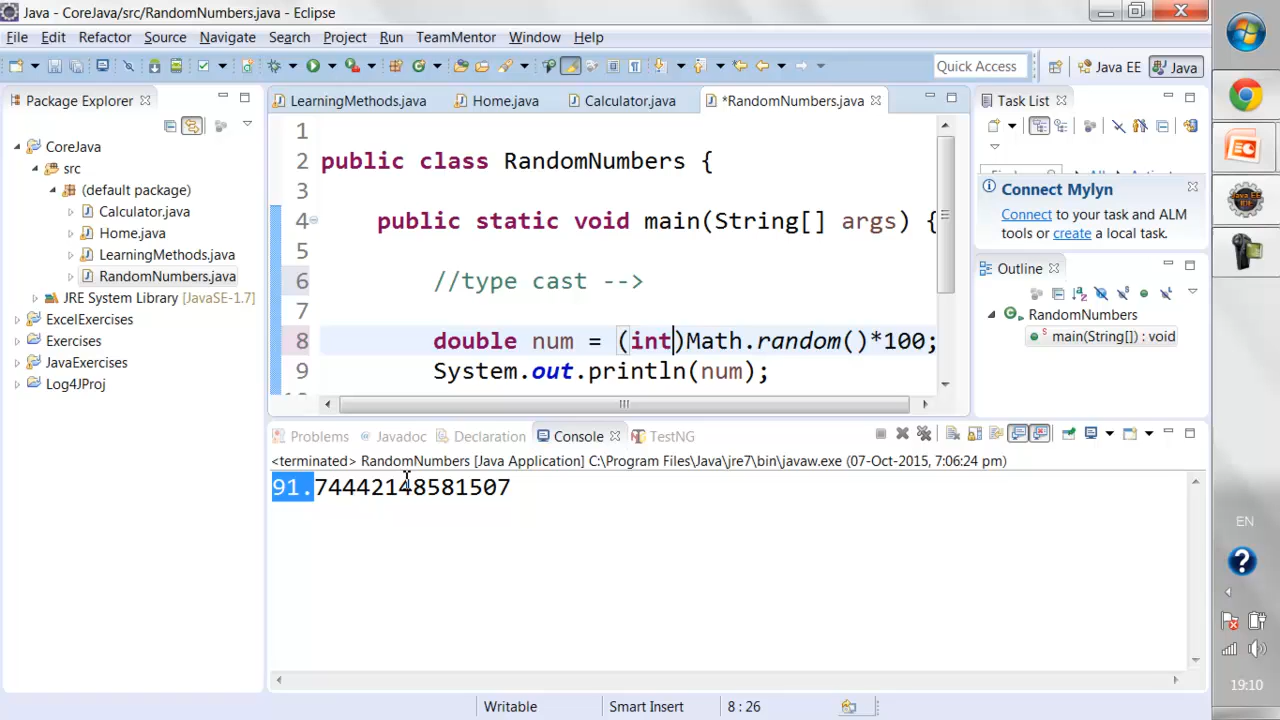 Java - CoreJava/src/RandomNumbers.java - Eclipse
File Edit Refactor Source Navigate Search Project Run TeamMentor Window Help
Quick Access
Java EE
Java
Package Explorer
CoreJava
src
(default package)
Calculator.java
Home.java
LearningMethods.java
RandomNumbers.java
JRE System Library [JavaSE-1.7]
ExcelExercises
Exercises
JavaExercises
Log4JProj
LearningMethods.java Home.java Calculator.java *RandomNumbers.java
1
2 public class RandomNumbers {
3
4 public static void main(String[] args) {
5
6 //type cast -->
7
8 double num = (int)Math.random()*100;
9 System.out.println(num);
Task List
Connect Mylyn
Connect to your task and ALM
tools or create a local task.
Outline
RandomNumbers
main(String[]) : void
Problems Javadoc Declaration Console TestNG
<terminated> RandomNumbers [Java Application] C:\Program Files\Java\jre7\bin\javaw.exe (07-Oct-2015, 7:06:24 pm)
91.74442148581507
Writable Smart Insert 8 : 26
EN
19:10